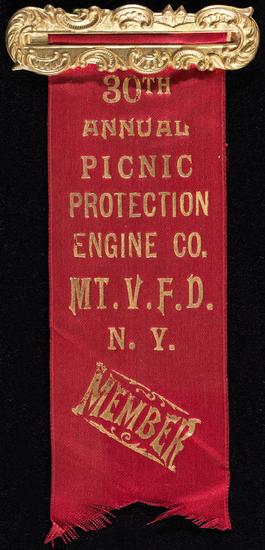 30TH
ANNUAL
PICNIC
PROTECTION
ENGINE CO.
MT. V. F. D.
N. Y.
MEMBER